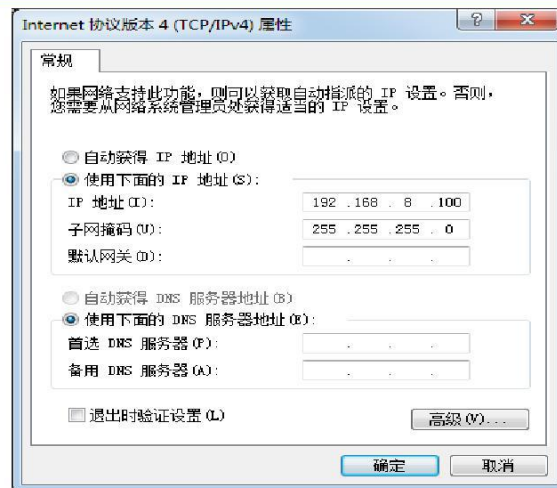 Internet 协议版本 4 (TCP/IPv4) 属性
常规
如果网络支持此功能，则可以获取自动指派的 IP 设置。否则，
您需要从网络系统管理员处获得适当的 IP 设置。
自动获得 IP 地址(O)
使用下面的 IP 地址(S):
IP 地址(I): 192 .168 . 8 .100
子网掩码(U): 255 .255 .255 . 0
默认网关(D): . . .
自动获得 DNS 服务器地址(B)
使用下面的 DNS 服务器地址(E):
首选 DNS 服务器(P): . . .
备用 DNS 服务器(A): . . .
退出时验证设置(L)
高级(V)...
确定 取消